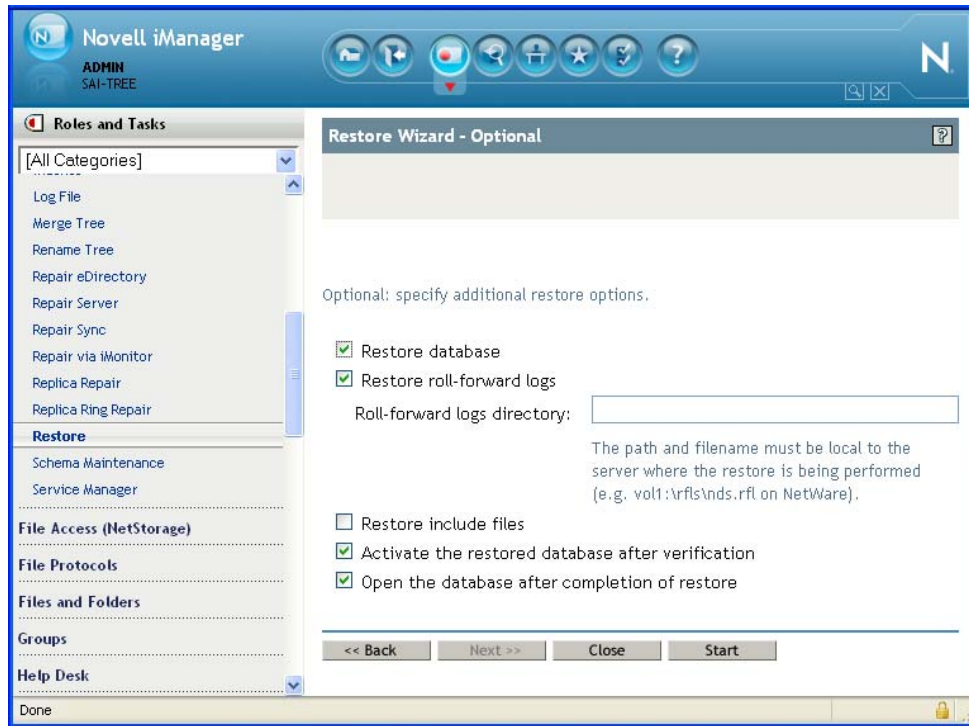 Novell iManager
ADMIN
SAI-TREE
N
N
Roles and Tasks
[All Categories]
Log File
Merge Tree
Rename Tree
Repair eDirectory
Repair Server
Repair Sync
Repair via iMonitor
Replica Repair
Replica Ring Repair
Restore
Schema Maintenance
Service Manager
File Access (NetStorage)
File Protocols
Files and Folders
Groups
Help Desk
Restore Wizard - Optional
?
Optional: specify additional restore options.
Restore database
Restore roll-forward logs
Roll-forward logs directory:
The path and filename must be local to the
server where the restore is being performed
(e.g. vol1:\rfls\nds.rfl on NetWare).
Restore include files
Activate the restored database after verification
Open the database after completion of restore
<< Back
Next >>
Close
Start
Done